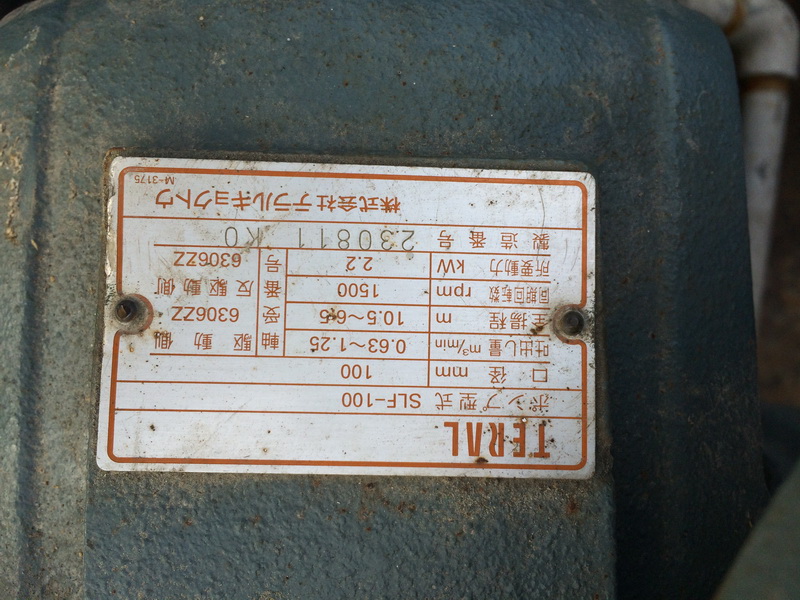 TERAL
ポンプ型式 SLF-100
口径 mm 100
吐出し量 m³/min 0.63~1.25 軸受番号 駆動側
全揚程 m 10.5~6.5 6306ZZ
同期回転数 rpm 1500 反駆動側
所要動力 kW 2.2 6306ZZ
製造番号 230811 K0
株式会社テラルキョクトウ
M-3175